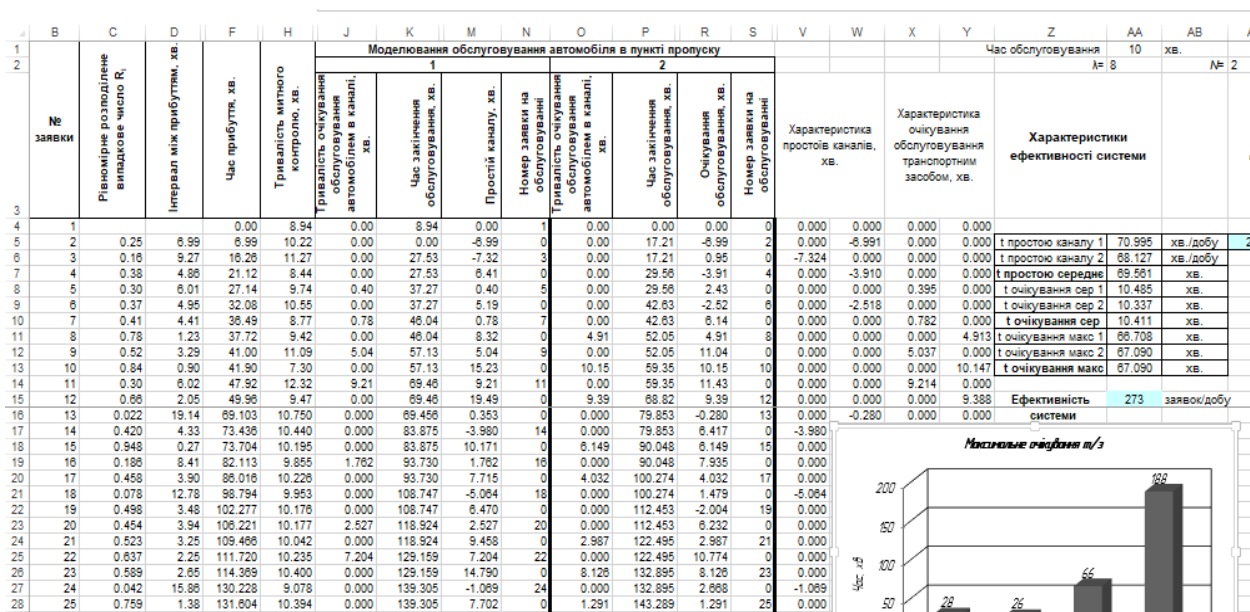 B C D F H J K M N O P R S V W X Y Z AA AB
1 Моделювання обслуговування автомобіля в пункті пропуску Час обслуговування 10 хв.
2 1 2 λ= 8 N= 2
3 № заявки Рівномірне розподілене випадкове число Ri Інтервал між прибуттям, хв. Час прибуття, хв. Тривалість митного контролю, хв. Тривалість очікування обслуговування автомобілем в каналі, хв. Час закінчення обслуговування, хв. Простій каналу, хв. Номер заявки на обслуговуванні Тривалість очікування обслуговування автомобілем в каналі, хв. Час закінчення обслуговування, хв. Очікування обслуговування, хв. Номер заявки на обслуговуванні Характеристика простоїв каналів, хв. Характеристика очікування обслуговування транспортним засобом, хв. Характеристики ефективності системи
4 1 0.00 8.94 0.00 8.94 0.00 1 0.00 0.00 0.00 0 0.000 0.000 0.000 0.000
5 2 0.25 6.99 6.99 10.22 0.00 0.00 -6.99 0 0.00 17.21 -6.99 2 0.000 -6.991 0.000 0.000 t простою каналу 1 70.995 хв./добу 2
6 3 0.16 9.27 16.26 11.27 0.00 27.53 -7.32 3 0.00 17.21 0.95 0 -7.324 0.000 0.000 0.000 t простою каналу 2 68.127 хв./добу
7 4 0.38 4.86 21.12 8.44 0.00 27.53 6.41 0 0.00 29.56 -3.91 4 0.000 -3.910 0.000 0.000 t простою середнє 69.561 хв.
8 5 0.30 6.01 27.14 9.74 0.40 37.27 0.40 5 0.00 29.56 2.43 0 0.000 0.000 0.395 0.000 t очікування сер 1 10.485 хв.
9 6 0.37 4.95 32.08 10.55 0.00 37.27 5.19 0 0.00 42.63 -2.52 6 0.000 -2.518 0.000 0.000 t очікування сер 2 10.337 хв.
10 7 0.41 4.41 36.49 8.77 0.78 46.04 0.78 7 0.00 42.63 6.14 0 0.000 0.000 0.782 0.000 t очікування сер 10.411 хв.
11 8 0.78 1.23 37.72 9.42 0.00 46.04 8.32 0 4.91 52.05 4.91 8 0.000 0.000 0.000 4.913 t очікування макс 1 66.708 хв.
12 9 0.52 3.29 41.00 11.09 5.04 57.13 5.04 9 0.00 52.05 11.04 0 0.000 0.000 5.037 0.000 t очікування макс 2 67.090 хв.
13 10 0.84 0.90 41.90 7.30 0.00 57.13 15.23 0 10.15 59.35 10.15 10 0.000 0.000 0.000 10.147 t очікування макс 67.090 хв.
14 11 0.30 6.02 47.92 12.32 9.21 69.46 9.21 11 0.00 59.35 11.43 0 0.000 0.000 9.214 0.000
15 12 0.66 2.05 49.96 9.47 0.00 69.46 19.49 0 9.39 68.82 9.39 12 0.000 0.000 0.000 9.388 Ефективність 273 заявок/добу
16 13 0.022 19.14 69.103 10.750 0.00 69.456 0.353 0 0.000 79.853 -0.280 13 0.000 -0.280 0.000 0.000 системи
17 14 0.420 4.33 73.436 10.440 0.000 83.875 -3.980 14 0.000 79.853 6.417 0 -3.980
18 15 0.948 0.27 73.704 10.195 0.000 83.875 10.171 0 6.149 90.048 6.149 15 0.000 Максимальне очікування т/з
19 16 0.186 8.41 82.113 9.855 1.762 93.730 1.762 16 0.000 90.048 7.935 0 0.000
20 17 0.458 3.90 86.016 10.226 0.000 93.730 7.715 0 4.032 100.274 4.032 17 0.000 188
21 18 0.078 12.78 98.794 9.953 0.000 108.747 -5.064 18 0.000 100.274 1.479 0 -5.064 200
22 19 0.498 3.48 102.277 10.176 0.000 108.747 6.470 0 0.000 112.453 -2.004 19 0.000
23 20 0.454 3.94 106.221 10.177 2.527 118.924 2.527 20 0.000 112.453 6.232 0 0.000 150
24 21 0.523 3.25 109.466 10.042 0.000 118.924 9.458 0 2.987 122.495 2.987 21 0.000
25 22 0.637 2.25 111.720 10.235 7.204 129.159 7.204 22 0.000 122.495 10.774 0 0.000 100
26 23 0.589 2.65 114.369 10.400 0.000 129.159 14.790 0 8.126 132.895 8.126 23 0.000 Час, хв 66
27 24 0.042 15.86 130.228 9.078 0.000 139.305 -1.069 24 0.000 132.895 2.668 0 -1.069
28 25 0.759 1.38 131.604 10.394 0.000 139.305 7.702 0 1.291 143.289 1.291 25 0.000 50 28 26